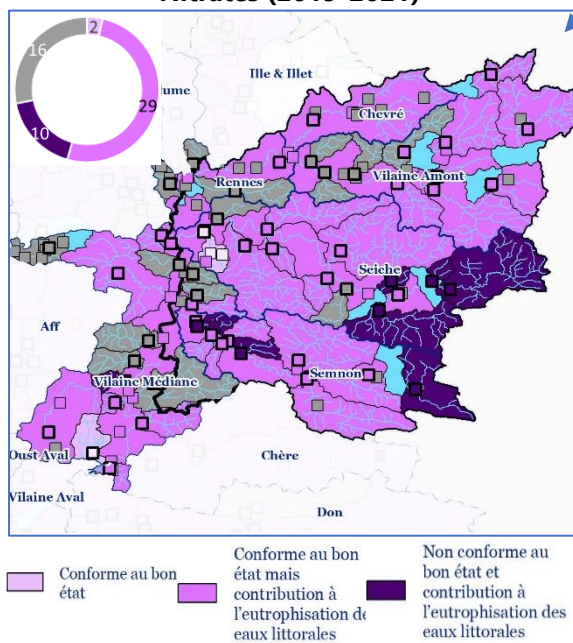 Nitrates (2015-2021)
2
16
29
10
Ille & Illet
Chevré
Rennes
Vilaine Amont
Seiche
Aff
Semnon
Vilaine Médiane
Oust Aval
Chère
Vilaine Aval
Don
Conforme au bon
état
Conforme au bon
état mais
contribution à
l'eutrophisation de
eaux littorales
Non conforme au
bon état et
contribution à
l'eutrophisation des
eaux littorales